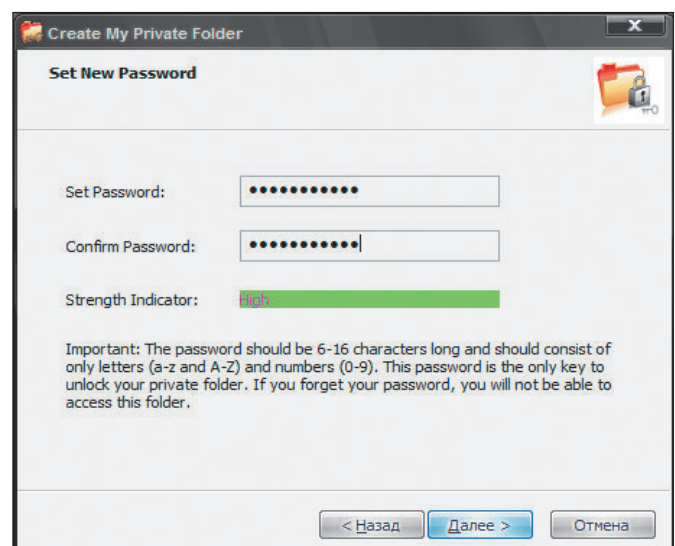 Create My Private Folder
Set New Password
Set Password: •••••••••••
Confirm Password: •••••••••••
Strength Indicator: High
Important: The password should be 6-16 characters long and should consist of
only letters (a-z and A-Z) and numbers (0-9). This password is the only key to
unlock your private folder. If you forget your password, you will not be able to
access this folder.
< Назад Далее > Отмена